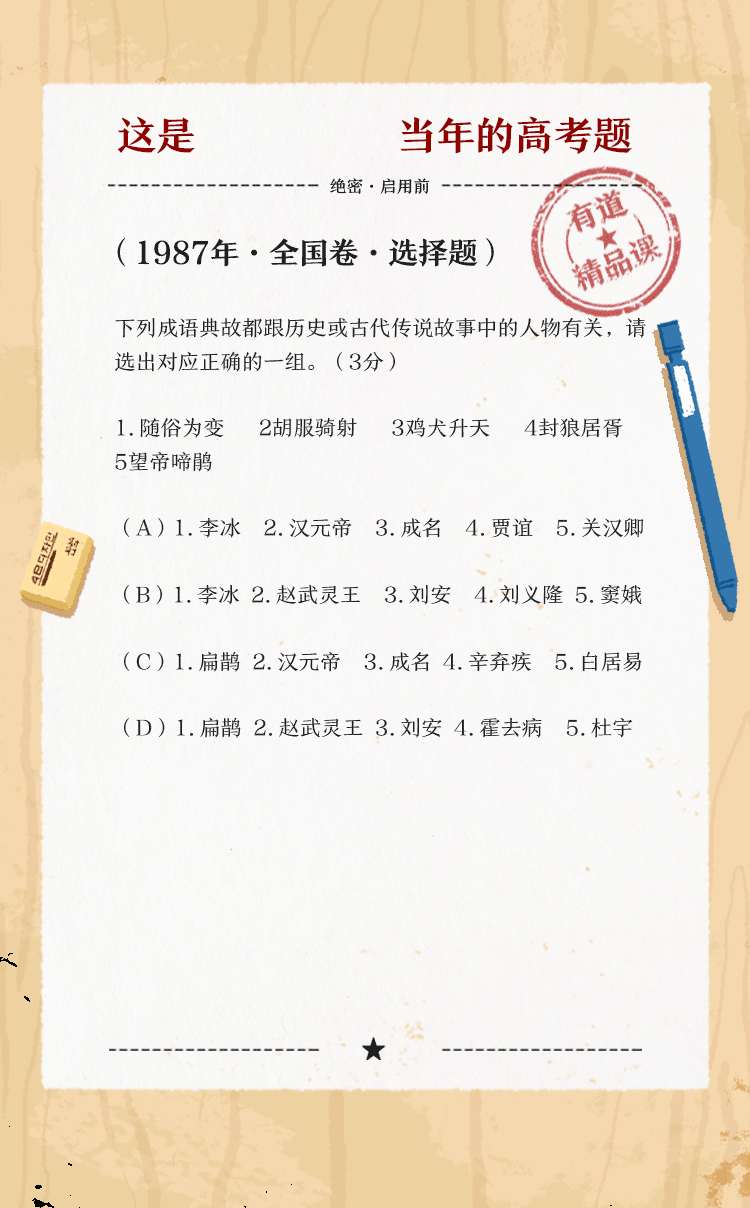 这是 当年的高考题
绝密·启用前
有道
精品课
（1987年·全国卷·选择题）
下列成语典故都跟历史或古代传说故事中的人物有关，请
选出对应正确的一组。（3分）
1.随俗为变 2胡服骑射 3鸡犬升天 4封狼居胥
5望帝啼鹃
（A）1.李冰 2.汉元帝 3.成名 4.贾谊 5.关汉卿
（B）1.李冰 2.赵武灵王 3.刘安 4.刘义隆 5.窦娥
（C）1.扁鹊 2.汉元帝 3.成名 4.辛弃疾 5.白居易
（D）1.扁鹊 2.赵武灵王 3.刘安 4.霍去病 5.杜宇